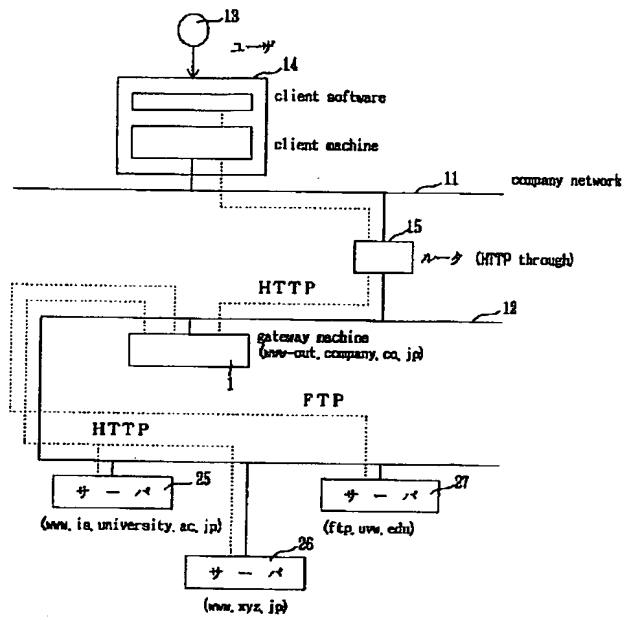 13
ユーザ
14
client software
client machine
11
company network
15
ルータ (HTTP through)
HTTP
12
gateway machine
(www-out.company.co.jp)
1
FTP
HTTP
サーバ
25
(www.is.university.ac.jp)
サーバ
27
(ftp.uvw.edu)
サーバ
26
(www.xyz.jp)